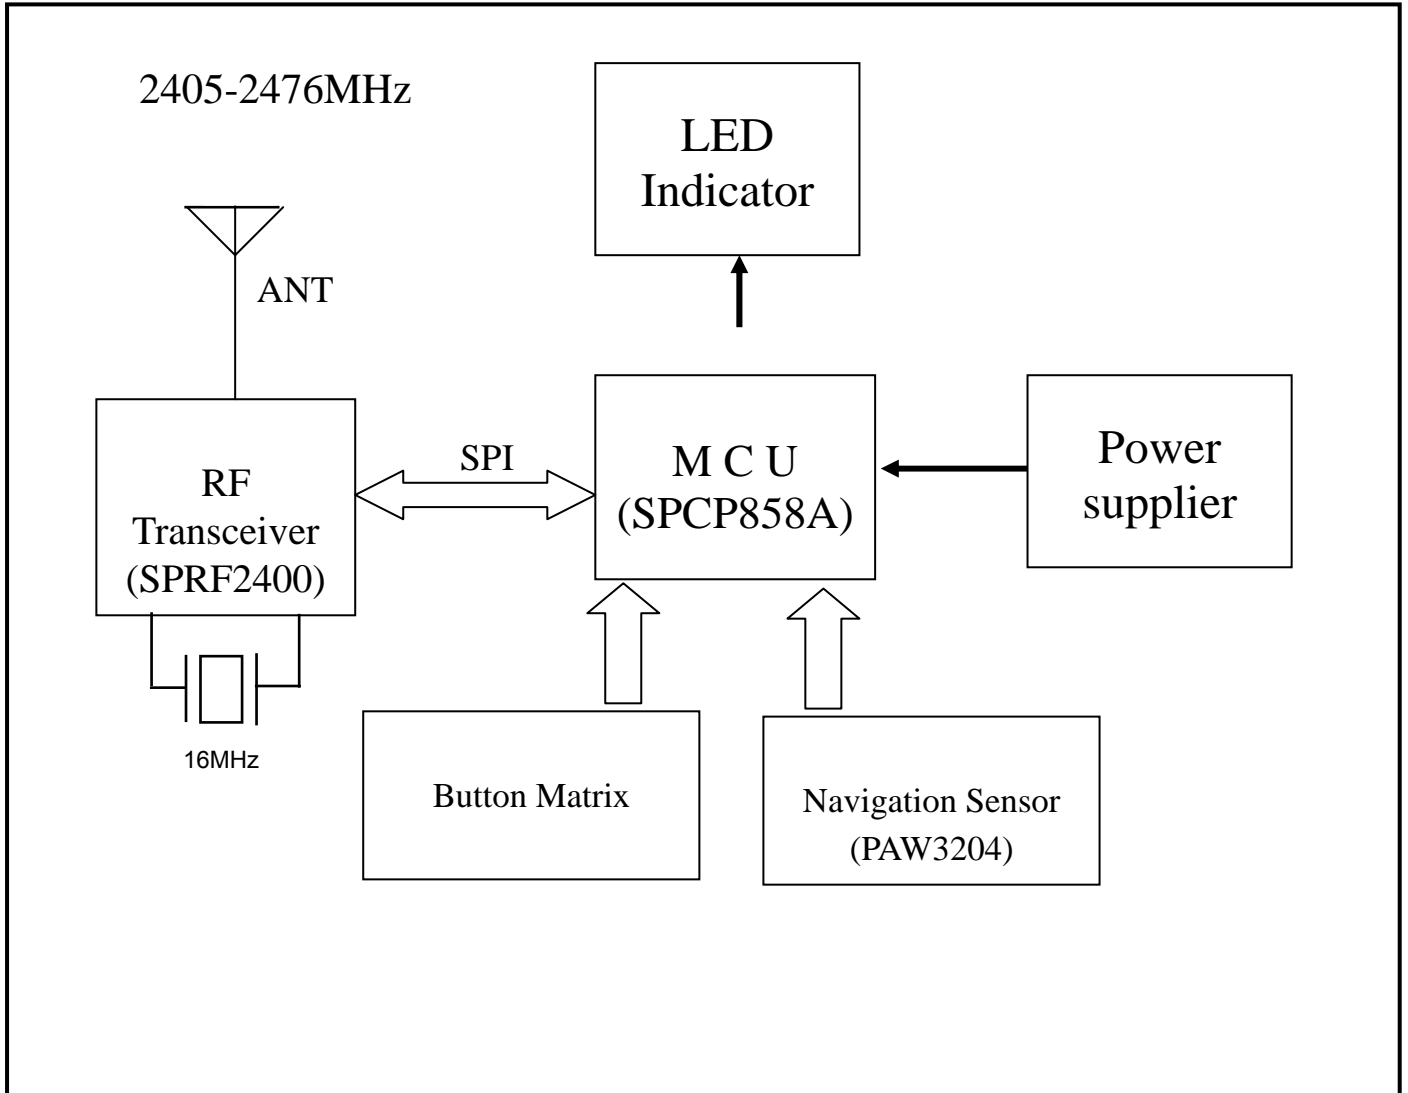 2405-2476MHz
LED
Indicator
ANT
RF
Transceiver
(SPRF2400)
SPI
M C U
(SPCP858A)
Power
supplier
16MHz
Button Matrix
Navigation Sensor
(PAW3204)